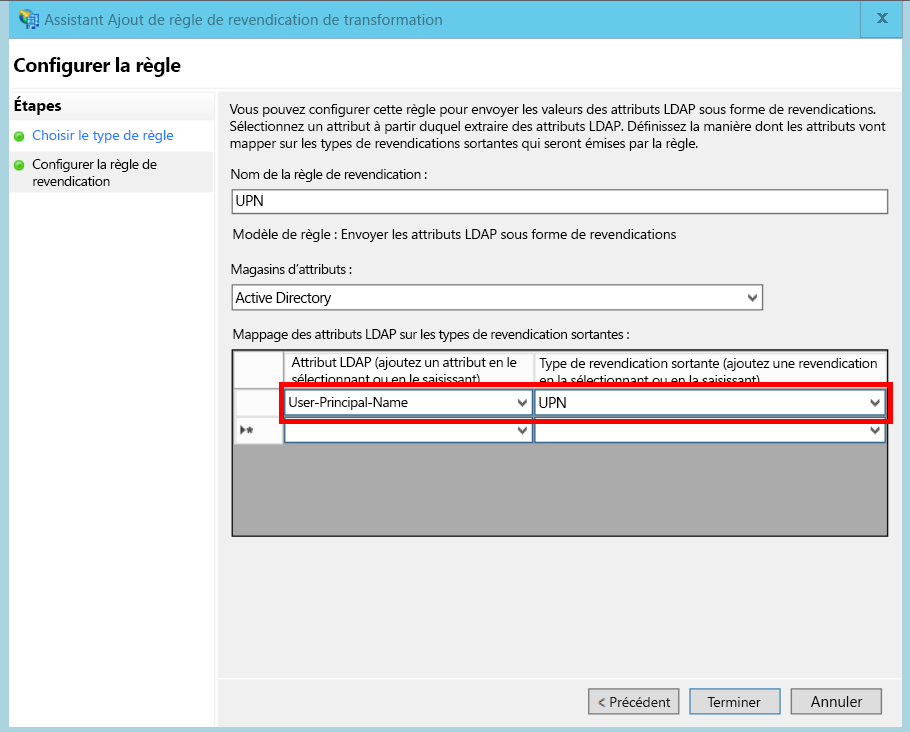 Assistant Ajout de règle de revendication de transformation
x
Configurer la règle
Étapes
Choisir le type de règle
Configurer la règle de
revendication
Vous pouvez configurer cette règle pour envoyer les valeurs des attributs LDAP sous forme de revendications.
Sélectionnez un attribut à partir duquel extraire des attributs LDAP. Définissez la manière dont les attributs vont
mapper sur les types de revendications sortantes qui seront émises par la règle.
Nom de la règle de revendication :
UPN
Modèle de règle : Envoyer les attributs LDAP sous forme de revendications
Magasins d'attributs :
Active Directory
Mappage des attributs LDAP sur les types de revendication sortantes :
Attribut LDAP (ajoutez un attribut en le
sélectionnant ou en le saisissant)
Type de revendication sortante (ajoutez une revendication
en la sélectionnant ou en la saisissant)
User-Principal-Name
UPN
< Précédent
Terminer
Annuler